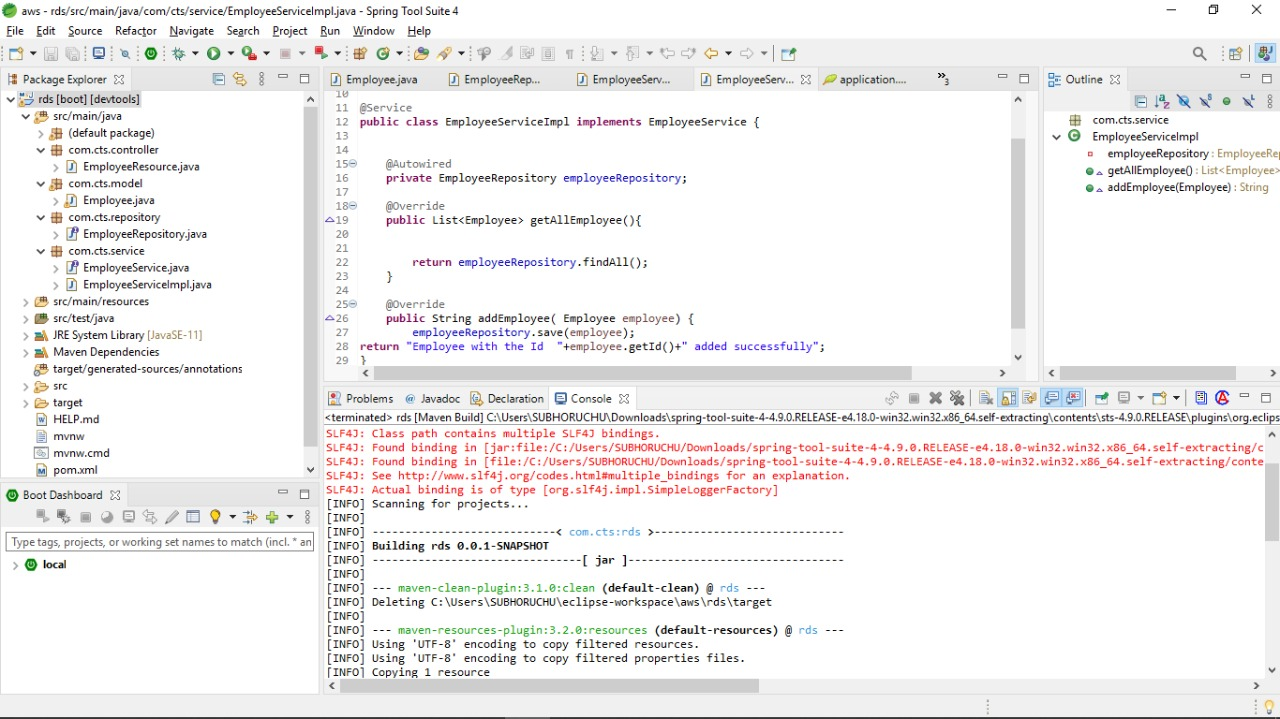 aws - rds/src/main/java/com/cts/service/EmployeeServiceImpl.java - Spring Tool Suite 4
File Edit Source Refactor Navigate Search Project Run Window Help
Package Explorer
rds [boot] [devtools]
src/main/java
(default package)
com.cts.controller
EmployeeResource.java
com.cts.model
Employee.java
com.cts.repository
EmployeeRepository.java
com.cts.service
EmployeeService.java
EmployeeServiceImpl.java
src/main/resources
src/test/java
JRE System Library [JavaSE-11]
Maven Dependencies
target/generated-sources/annotations
src
target
HELP.md
mvnw
mvnw.cmd
pom.xml
Boot Dashboard
Type tags, projects, or working set names to match (incl. * an
local
Employee.java EmployeeRep... EmployeeServ... EmployeeServ... application.... »3
10
11 @Service
12 public class EmployeeServiceImpl implements EmployeeService {
13
14
15 @Autowired
16 private EmployeeRepository employeeRepository;
17
18 @Override
19 public List<Employee> getAllEmployee(){
20
21
22 return employeeRepository.findAll();
23 }
24
25 @Override
26 public String addEmployee( Employee employee) {
27 employeeRepository.save(employee);
28 return "Employee with the Id  "+employee.getId()+" added successfully";
29 }
Outline
com.cts.service
EmployeeServiceImpl
employeeRepository : EmployeeRe
getAllEmployee() : List<Employee>
addEmployee(Employee) : String
Problems Javadoc Declaration Console
<terminated> rds [Maven Build] C:\Users\SUBHORUCHU\Downloads\spring-tool-suite-4-4.9.0.RELEASE-e4.18.0-win32.win32.x86_64.self-extracting\contents\sts-4.9.0.RELEASE\plugins\org.eclips
SLF4J: Class path contains multiple SLF4J bindings.
SLF4J: Found binding in [jar:file:/C:/Users/SUBHORUCHU/Downloads/spring-tool-suite-4-4.9.0.RELEASE-e4.18.0-win32.win32.x86_64.self-extracting/c
SLF4J: Found binding in [file:/C:/Users/SUBHORUCHU/Downloads/spring-tool-suite-4-4.9.0.RELEASE-e4.18.0-win32.win32.x86_64.self-extracting/conte
SLF4J: See http://www.slf4j.org/codes.html#multiple_bindings for an explanation.
SLF4J: Actual binding is of type [org.slf4j.impl.SimpleLoggerFactory]
[INFO] Scanning for projects...
[INFO]
[INFO] ----------------------------< com.cts:rds >-----------------------------
[INFO] Building rds 0.0.1-SNAPSHOT
[INFO] --------------------------------[ jar ]---------------------------------
[INFO]
[INFO] --- maven-clean-plugin:3.1.0:clean (default-clean) @ rds ---
[INFO] Deleting C:\Users\SUBHORUCHU\eclipse-workspace\aws\rds\target
[INFO]
[INFO] --- maven-resources-plugin:3.2.0:resources (default-resources) @ rds ---
[INFO] Using 'UTF-8' encoding to copy filtered resources.
[INFO] Using 'UTF-8' encoding to copy filtered properties files.
[INFO] Copying 1 resource